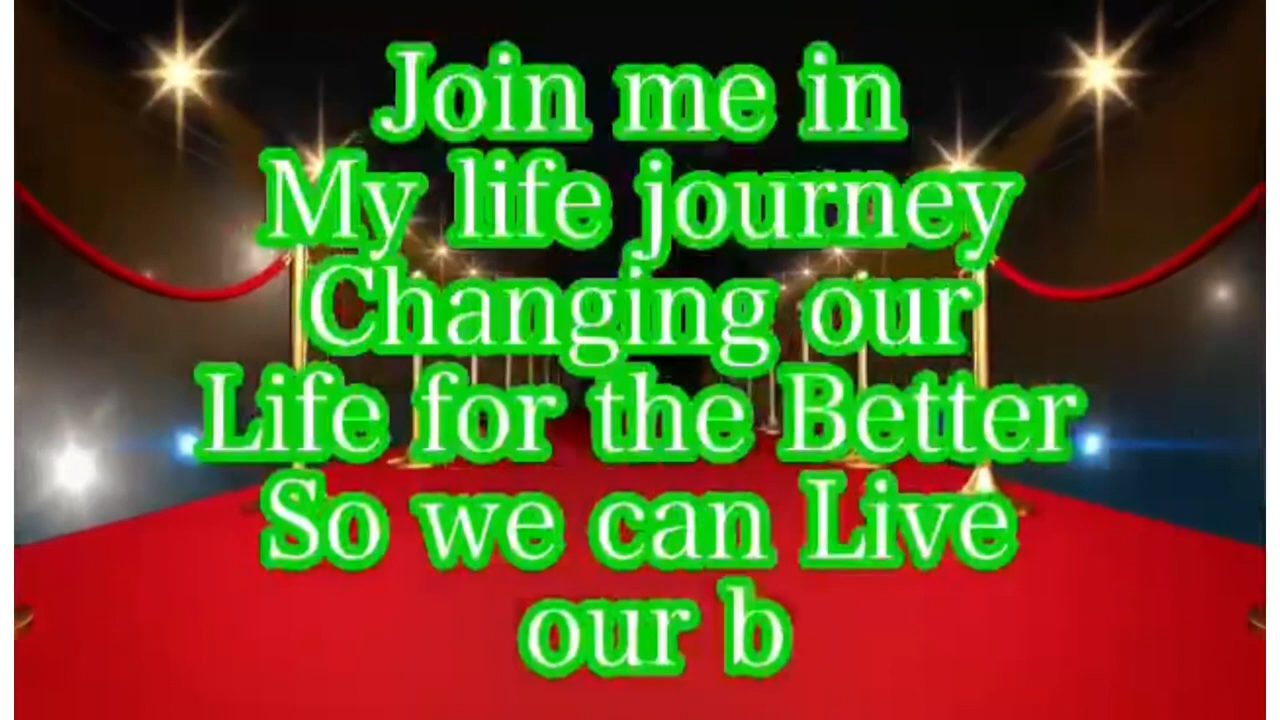 Join me in
My life journey
Changing our
Life for the Better
So we can Live
our b